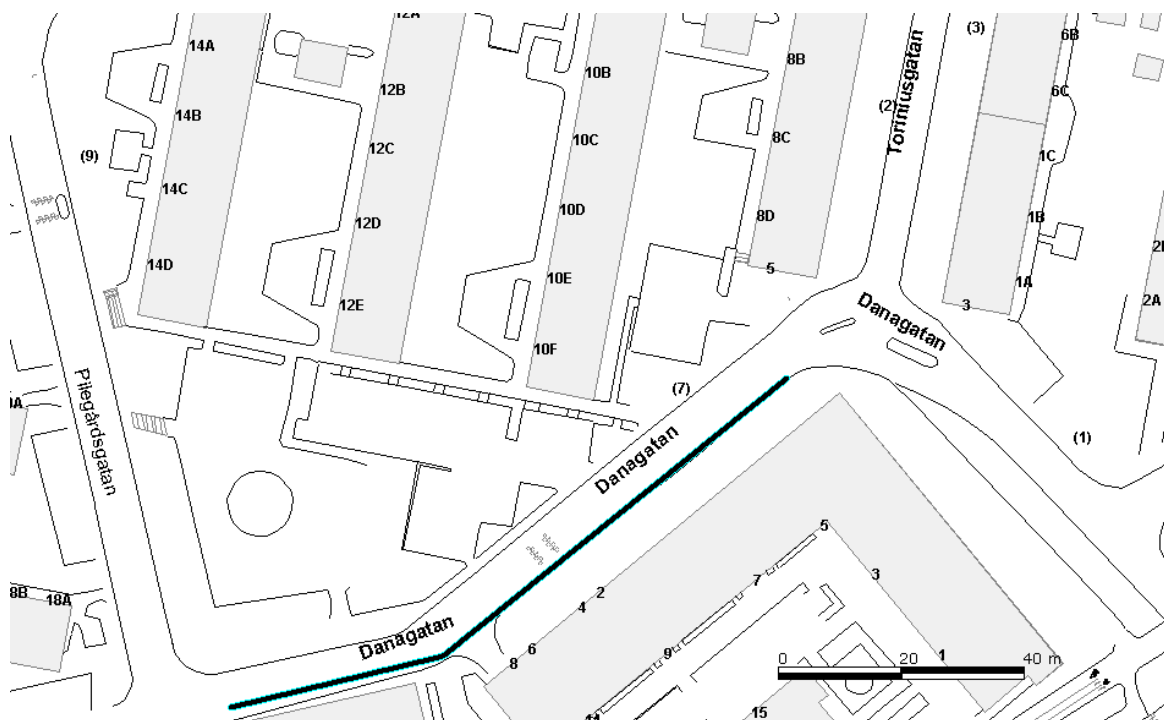 12A
14A
6B
(3)
8B
10B
12B
6C
14B
(2)
Toriniusgatan
8C
10C
12C
1C
(9)
14C
10D
8D
1B
12D
14D
5
10E
1A
2A
12E
3
Danagatan
10F
(7)
Pilegårdsgatan
(1)
Danagatan
5
7
3
8B
18A
2
4
Danagatan
6
8
9
1
0 20 40 m
15
11